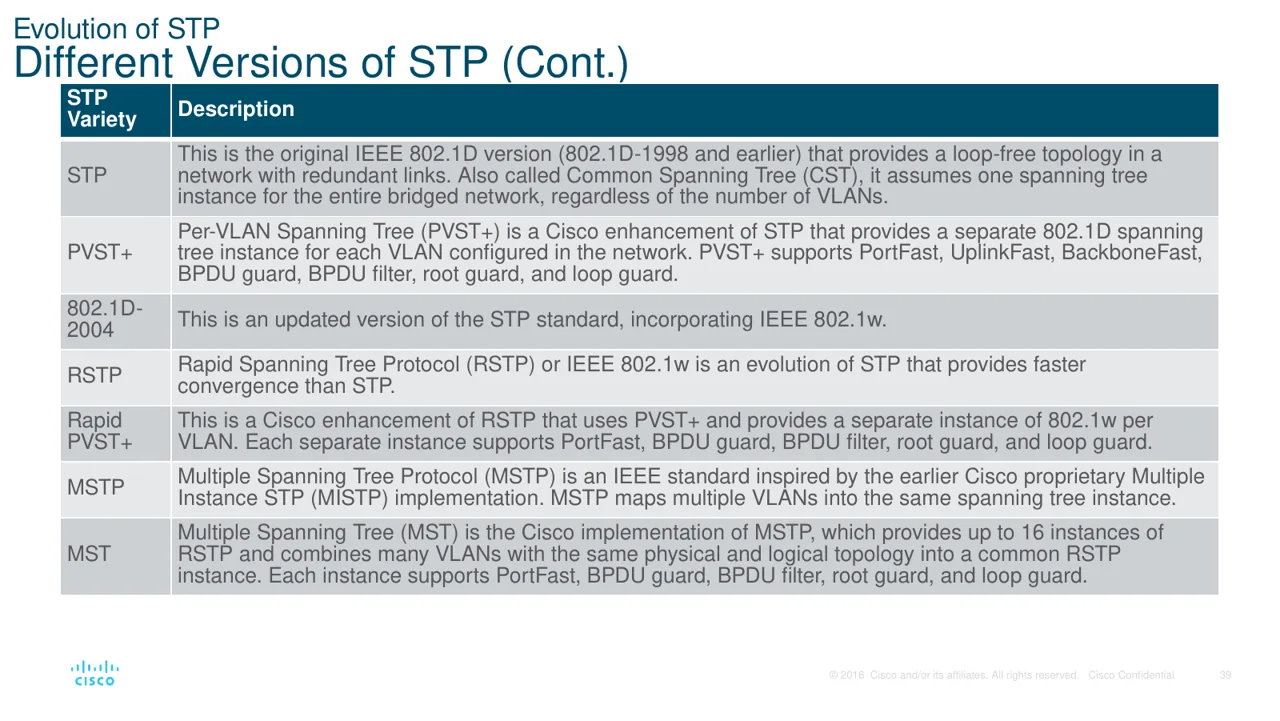 Evolution of STP
Different Versions of STP (Cont.)
STP
Variety
Description
STP
This is the original IEEE 802.1D version (802.1D-1998 and earlier) that provides a loop-free topology in a
network with redundant links. Also called Common Spanning Tree (CST), it assumes one spanning tree
instance for the entire bridged network, regardless of the number of VLANs.
PVST+
Per-VLAN Spanning Tree (PVST+) is a Cisco enhancement of STP that provides a separate 802.1D spanning
tree instance for each VLAN configured in the network. PVST+ supports PortFast, UplinkFast, BackboneFast,
BPDU guard, BPDU filter, root guard, and loop guard.
802.1D-
2004
This is an updated version of the STP standard, incorporating IEEE 802.1w.
RSTP
Rapid Spanning Tree Protocol (RSTP) or IEEE 802.1w is an evolution of STP that provides faster
convergence than STP.
Rapid
PVST+
This is a Cisco enhancement of RSTP that uses PVST+ and provides a separate instance of 802.1w per
VLAN. Each separate instance supports PortFast, BPDU guard, BPDU filter, root guard, and loop guard.
MSTP
Multiple Spanning Tree Protocol (MSTP) is an IEEE standard inspired by the earlier Cisco proprietary Multiple
Instance STP (MISTP) implementation. MSTP maps multiple VLANs into the same spanning tree instance.
MST
Multiple Spanning Tree (MST) is the Cisco implementation of MSTP, which provides up to 16 instances of
RSTP and combines many VLANs with the same physical and logical topology into a common RSTP
instance. Each instance supports PortFast, BPDU guard, BPDU filter, root guard, and loop guard.
CISCO
© 2016 Cisco and/or its affiliates. All rights reserved. Cisco Confidential
39